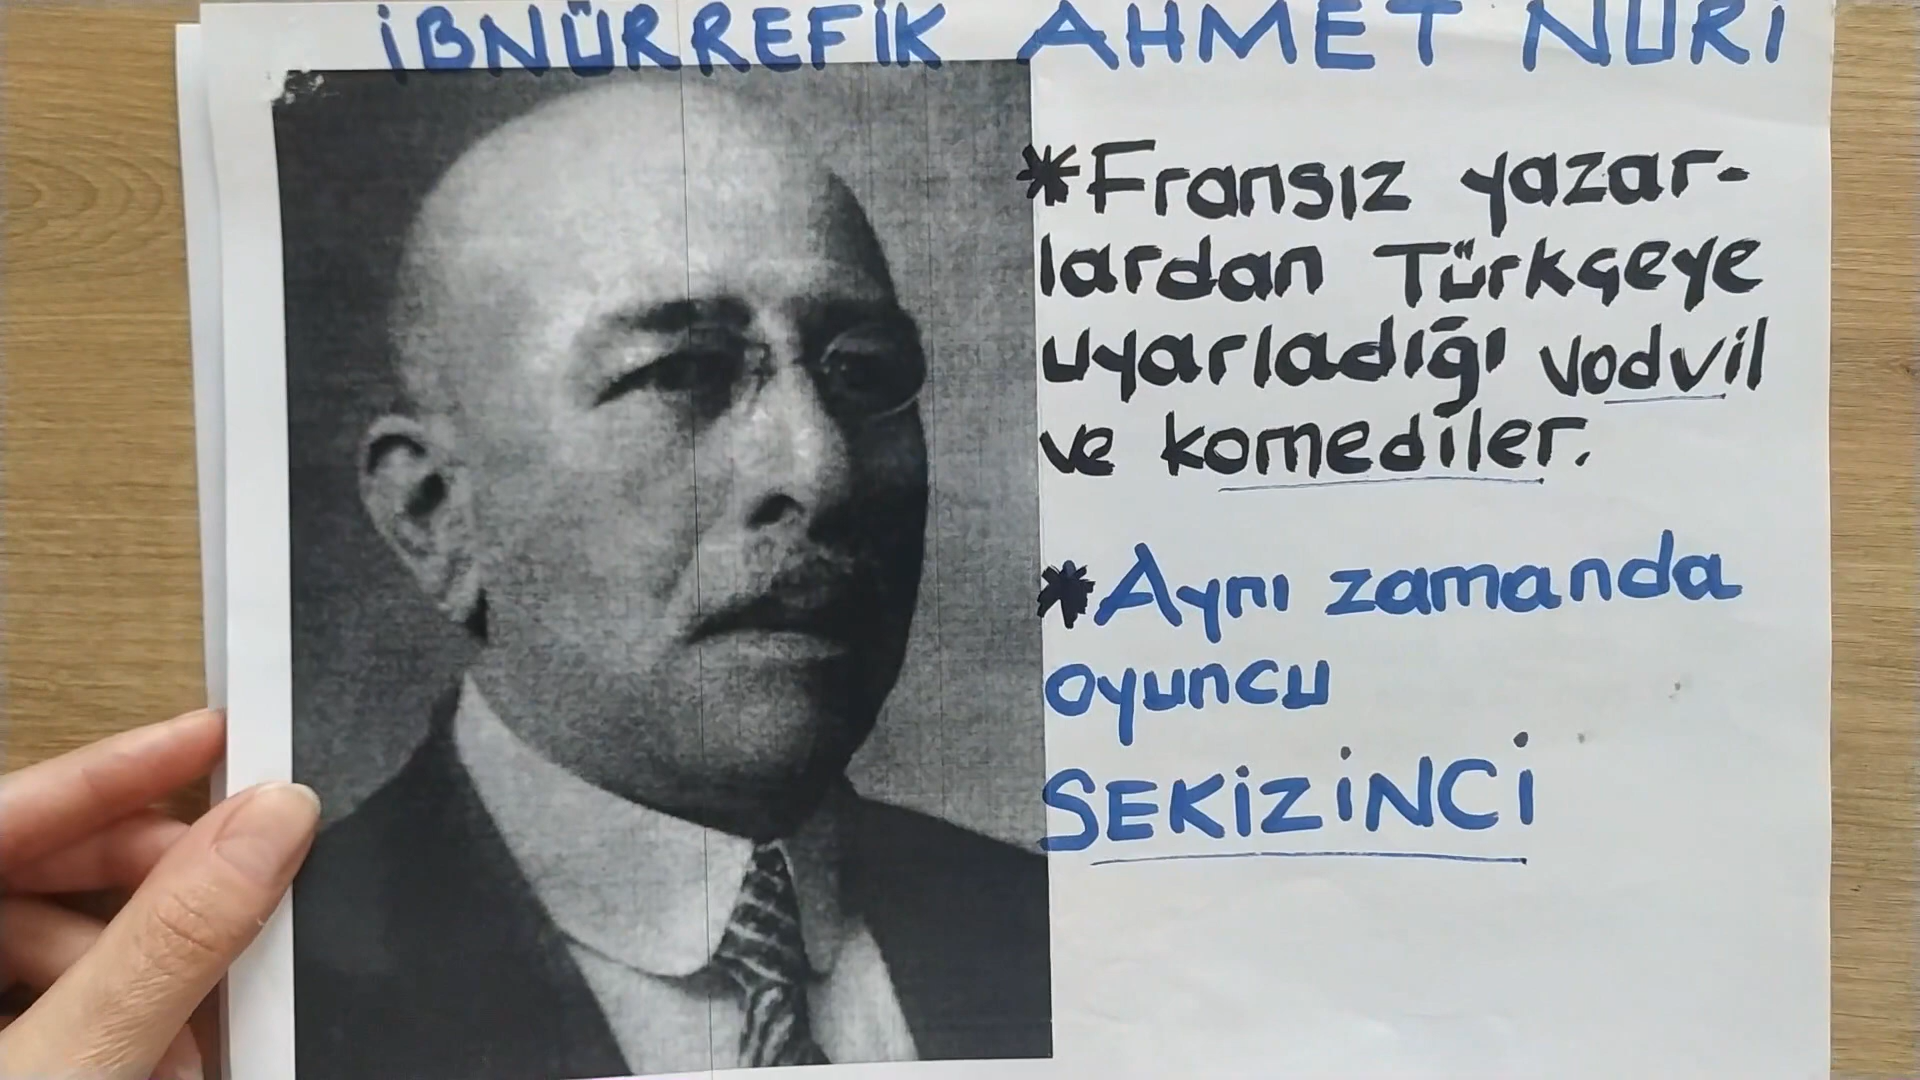 İBNÜRREFİK AHMET NURİ
*Fransız yazar-
lardan Türkçeye
uyarladığı vodvil
ve komediler.
*Aynı zamanda
oyuncu
SEKİZİNCİ